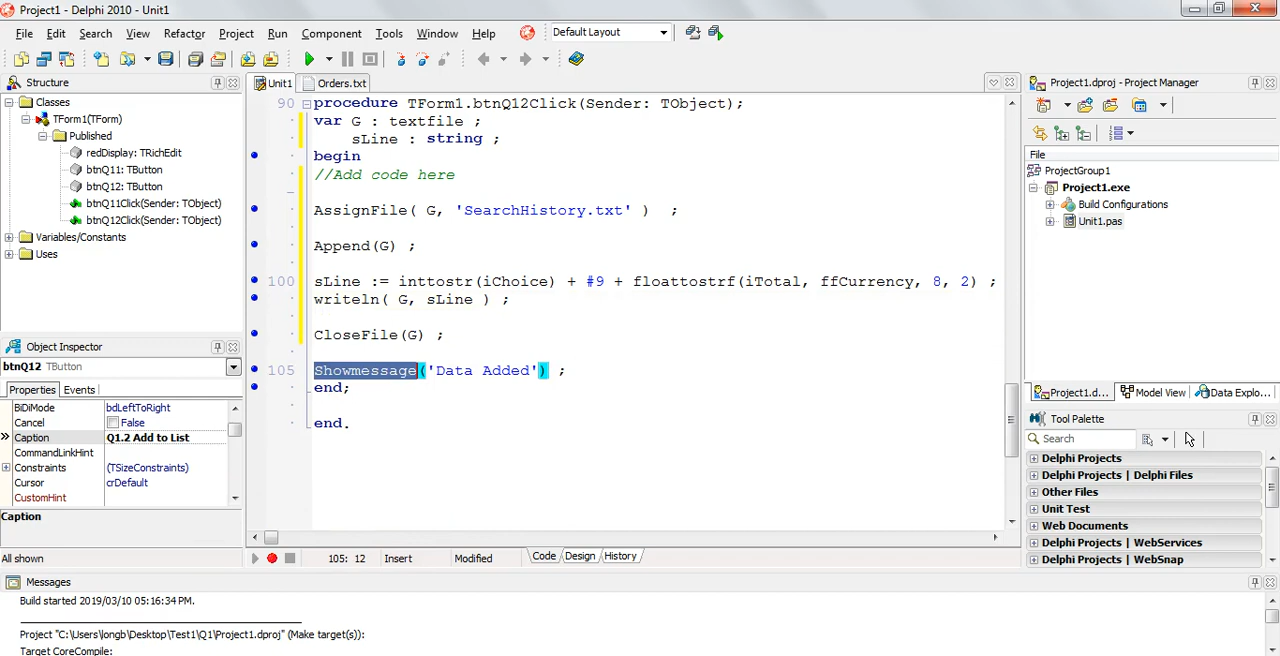 Project1 - Delphi 2010 - Unit1
File Edit Search View Refactor Project Run Component Tools Window Help Default Layout
Structure
Classes
TForm1(TForm)
Published
redDisplay: TRichEdit
btnQ11: TButton
btnQ12: TButton
btnQ11Click(Sender: TObject)
btnQ12Click(Sender: TObject)
Variables/Constants
Uses
Object Inspector
btnQ12 TButton
Properties Events
BiDiMode bdLeftToRight
Cancel False
Caption Q1.2 Add to List
CommandLinkHint
Constraints (TSizeConstraints)
Cursor crDefault
CustomHint
Caption
All shown
Unit1 Orders.txt
90 procedure TForm1.btnQ12Click(Sender: TObject);
var G : textfile ;
sLine : string ;
begin
//Add code here
AssignFile( G, 'SearchHistory.txt' ) ;
Append(G) ;
100 sLine := inttostr(iChoice) + #9 + floattostrf(iTotal, ffCurrency, 8, 2) ;
writeln( G, sLine ) ;
CloseFile(G) ;
105 Showmessage('Data Added') ;
end;
end.
105: 12 Insert Modified Code Design History
Project1.dproj - Project Manager
File
ProjectGroup1
Project1.exe
Build Configurations
Unit1.pas
Project1.d... Model View Data Explo...
Tool Palette
Search
Delphi Projects
Delphi Projects | Delphi Files
Other Files
Unit Test
Web Documents
Delphi Projects | WebServices
Delphi Projects | WebSnap
Messages
Build started 2019/03/10 05:16:34 PM.
Project "C:\Users\longb\Desktop\Test1\Q1\Project1.dproj" (Make target(s)):
Target CoreCompile: